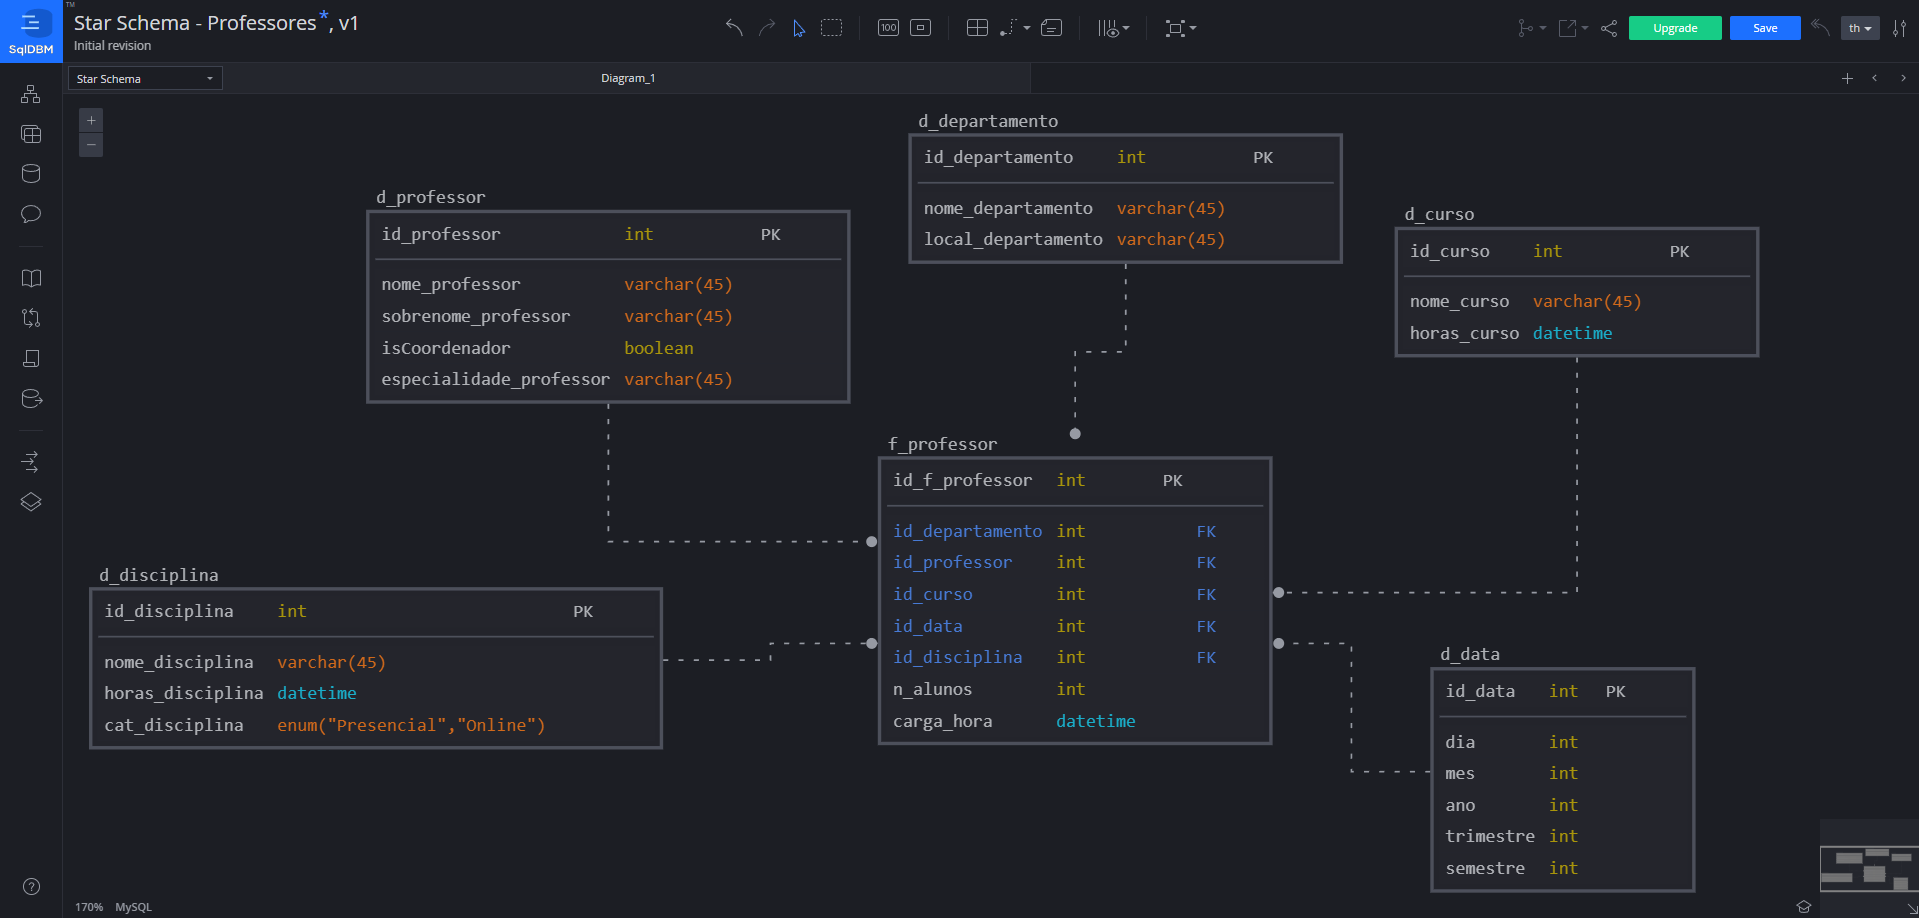 TM
SqlDBM
Star Schema - Professores*, v1
Initial revision
100
Upgrade
Save
th
Star Schema
Diagram_1
+
−
d_departamento
id_departamento int PK
nome_departamento varchar(45)
local_departamento varchar(45)
d_professor
id_professor int PK
nome_professor varchar(45)
sobrenome_professor varchar(45)
isCoordenador boolean
especialidade_professor varchar(45)
d_curso
id_curso int PK
nome_curso varchar(45)
horas_curso datetime
f_professor
id_f_professor int PK
id_departamento int FK
id_professor int FK
id_curso int FK
id_data int FK
id_disciplina int FK
n_alunos int
carga_hora datetime
d_disciplina
id_disciplina int PK
nome_disciplina varchar(45)
horas_disciplina datetime
cat_disciplina enum("Presencial","Online")
d_data
id_data int PK
dia int
mes int
ano int
trimestre int
semestre int
170% MySQL